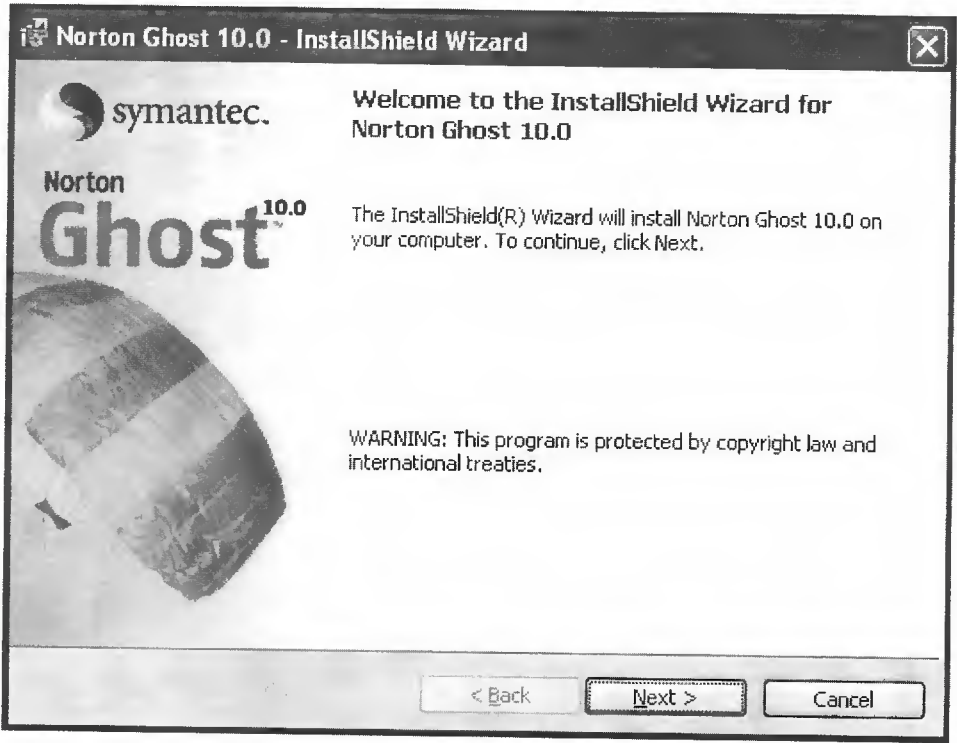 Norton Ghost 10.0 - InstallShield Wizard
symantec.
Norton
Ghost 10.0
Welcome to the InstallShield Wizard for
Norton Ghost 10.0
The InstallShield(R) Wizard will install Norton Ghost 10.0 on
your computer. To continue, click Next.
WARNING: This program is protected by copyright law and
international treaties.
< Back
Next >
Cancel